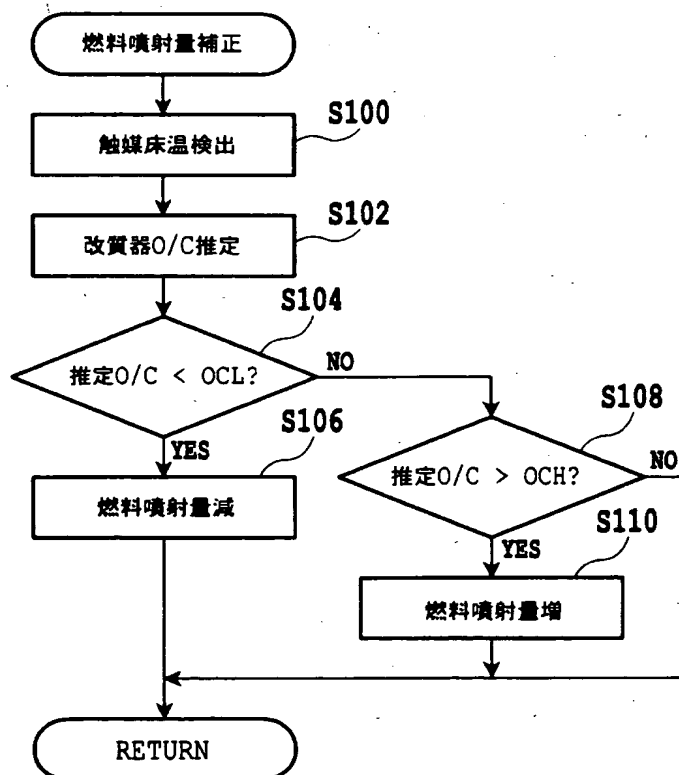 燃料噴射量補正
S100
触媒床温検出
S102
改質器O/C推定
S104
推定O/C < OCL?
NO
S106
YES
燃料噴射量減
S108
推定O/C > OCH?
NO
S110
YES
燃料噴射量増
RETURN